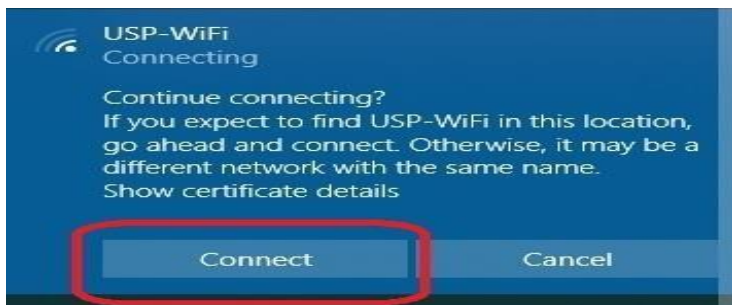 USP-WiFi
Connecting
Continue connecting?
If you expect to find USP-WiFi in this location,
go ahead and connect. Otherwise, it may be a
different network with the same name.
Show certificate details
Connect
Cancel